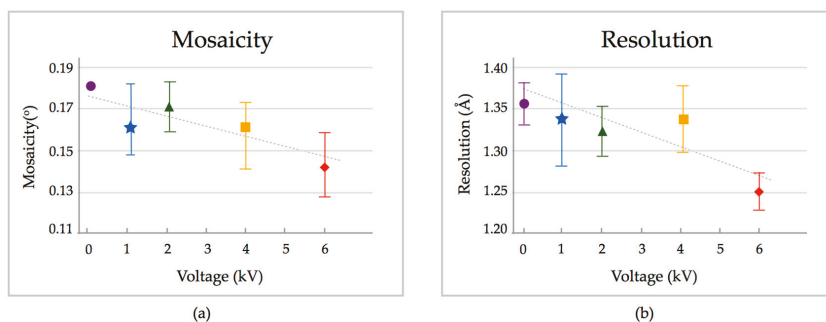 Mosaicity
0.19
0.17
0.15
0.13
0.11
Mosaicity(°)
0 1 2 3 4 5 6
Voltage (kV)
(a)
Resolution
1.40
1.35
1.30
1.25
1.20
Resolution (Å)
0 1 2 3 4 5 6
Voltage (kV)
(b)